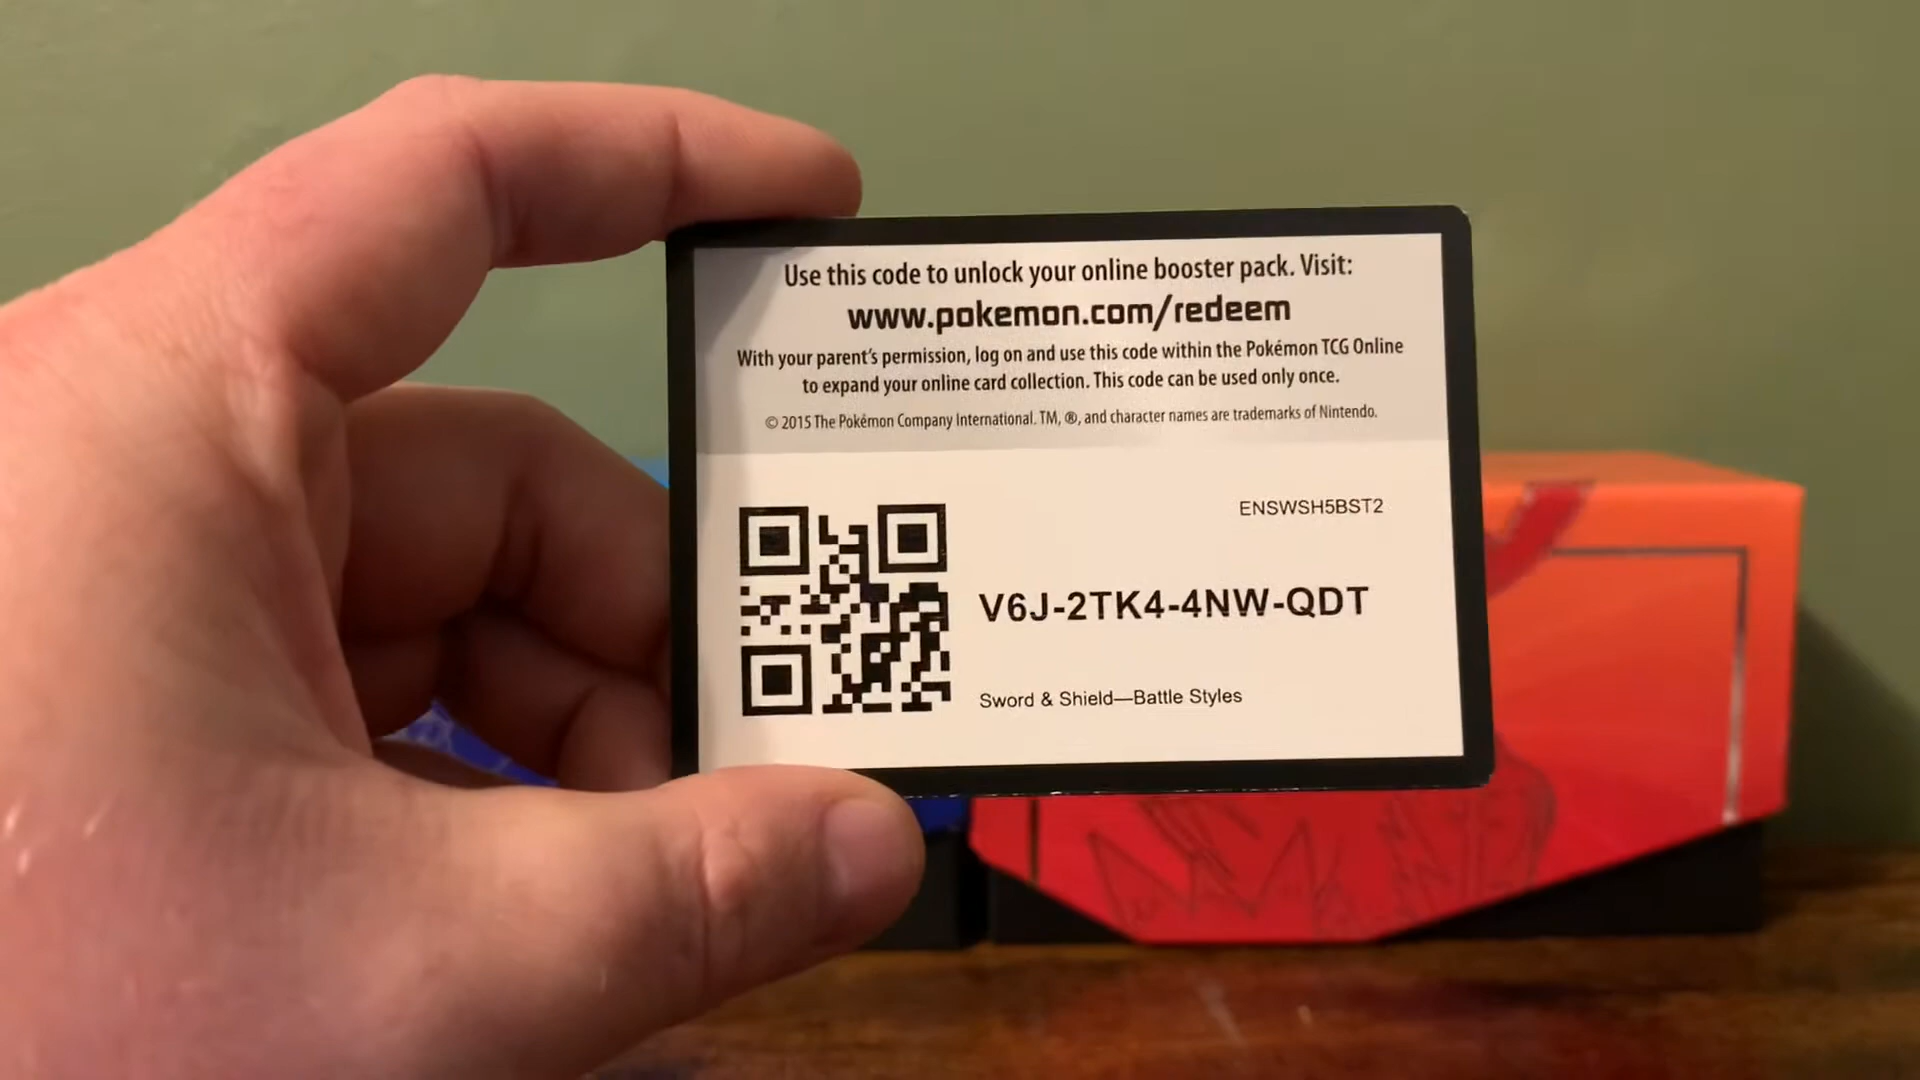 Use this code to unlock your online booster pack. Visit:
www.pokemon.com/redeem
With your parent's permission, log on and use this code within the Pokémon TCG Online
to expand your online card collection. This code can be used only once.
© 2015 The Pokémon Company International. TM, ®, and character names are trademarks of Nintendo.
ENSWSH5BST2
V6J-2TK4-4NW-QDT
Sword & Shield—Battle Styles